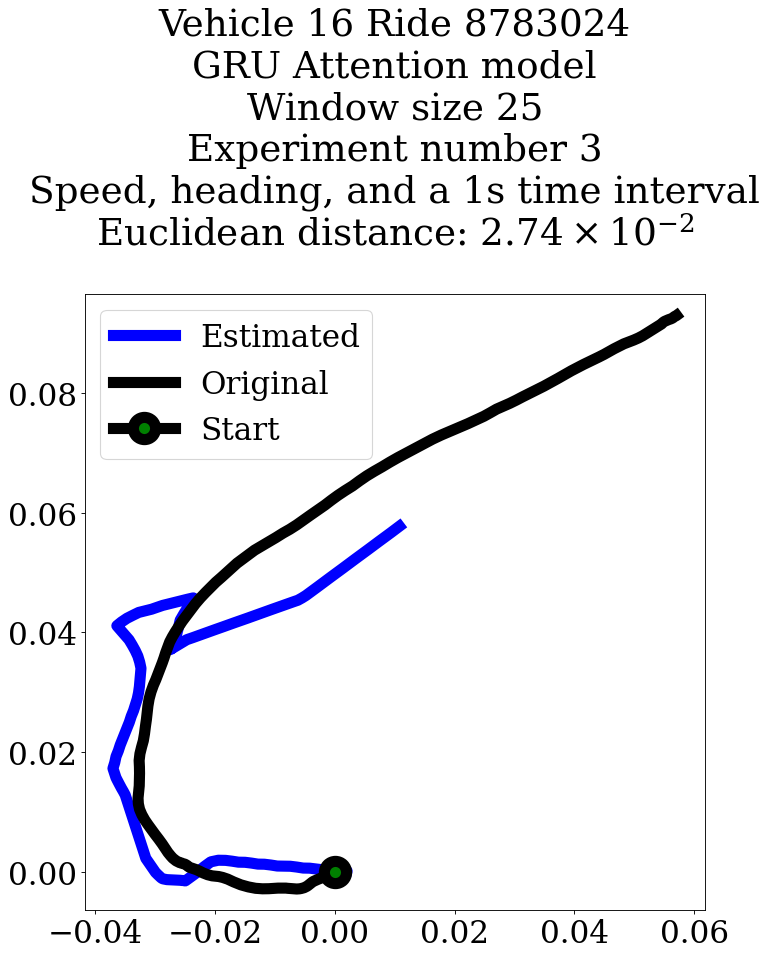 Vehicle 16 Ride 8783024
GRU Attention model
Window size 25
Experiment number 3
Speed, heading, and a 1s time interval
Euclidean distance: 2.74 × 10⁻²
Estimated
Original
Start
0.08
0.06
0.04
0.02
0.00
−0.04 −0.02 0.00 0.02 0.04 0.06